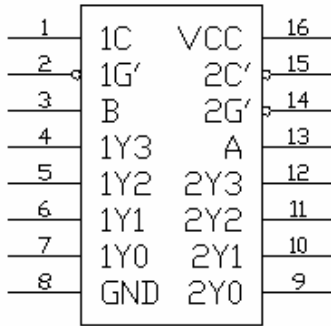 1 1C VCC 16
2 1G′ 2C′ 15
3 B 2G′ 14
4 1Y3 A 13
5 1Y2 2Y3 12
6 1Y1 2Y2 11
7 1Y0 2Y1 10
8 GND 2Y0 9